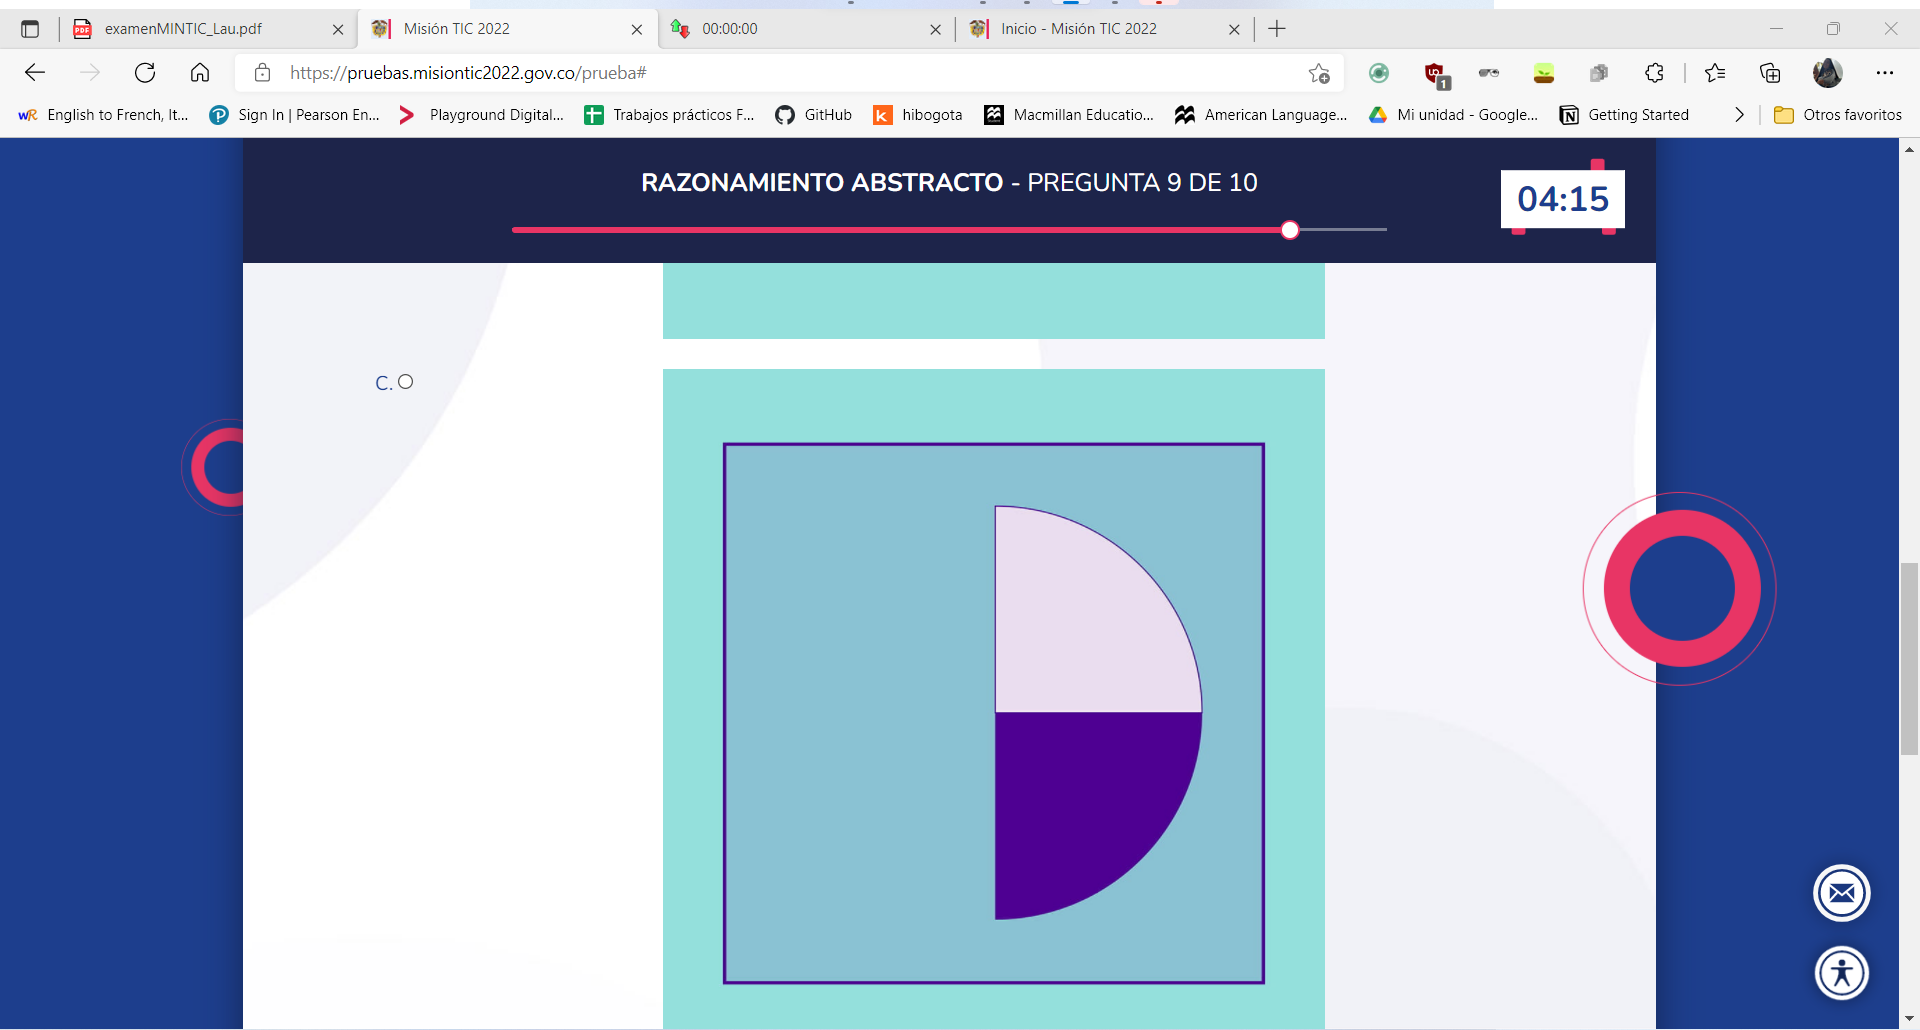 examenMINTIC_Lau.pdf
Misión TIC 2022
00:00:00
Inicio - Misión TIC 2022
https://pruebas.misiontic2022.gov.co/prueba#
1
English to French, It...
Sign In | Pearson En...
Playground Digital...
Trabajos prácticos F...
GitHub
hibogota
Macmillan Educatio...
American Language...
Mi unidad - Google...
Getting Started
Otros favoritos
RAZONAMIENTO ABSTRACTO - PREGUNTA 9 DE 10
04:15
C.